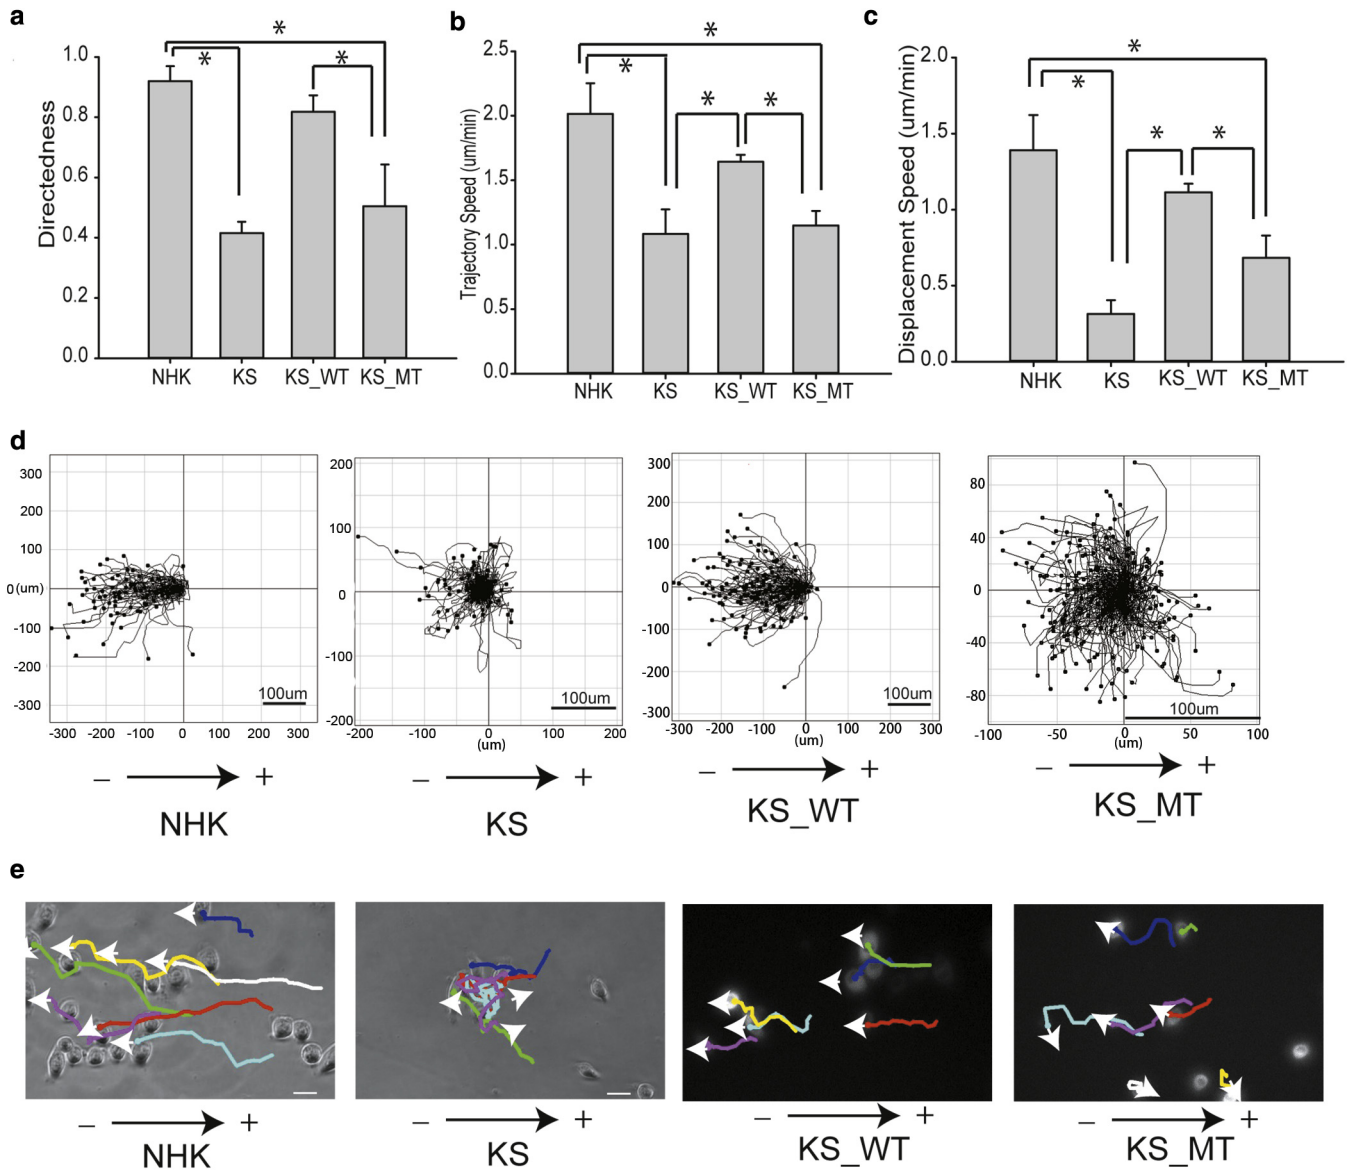 a
Directedness
1.0
0.8
0.6
0.4
0.2
0.0
*
*
*
NHK KS KS_WT KS_MT
b
Trajectory Speed (um/min)
2.5
2.0
1.5
1.0
0.5
0.0
*
*
* *
NHK KS KS_WT KS_MT
c
Displacement Speed (um/min)
2.0
1.5
1.0
0.5
0.0
*
*
* *
NHK KS KS_WT KS_MT
d
300
200
100
0(um)
-100
-200
-300
100um
-300 -200 -100 0 100 200 300
– +
NHK
200
100
0
-100
-200
100um
-200 -100 0 100 200
(um)
– +
KS
300
200
100
0
-100
-200
-300
100um
-300 -200 -100 0 100 200 300
(um)
– +
KS_WT
80
40
0
-40
-80
100um
-100 -50 0 50 100
(um)
– +
KS_MT
e
– +
NHK
– +
KS
– +
KS_WT
– +
KS_MT